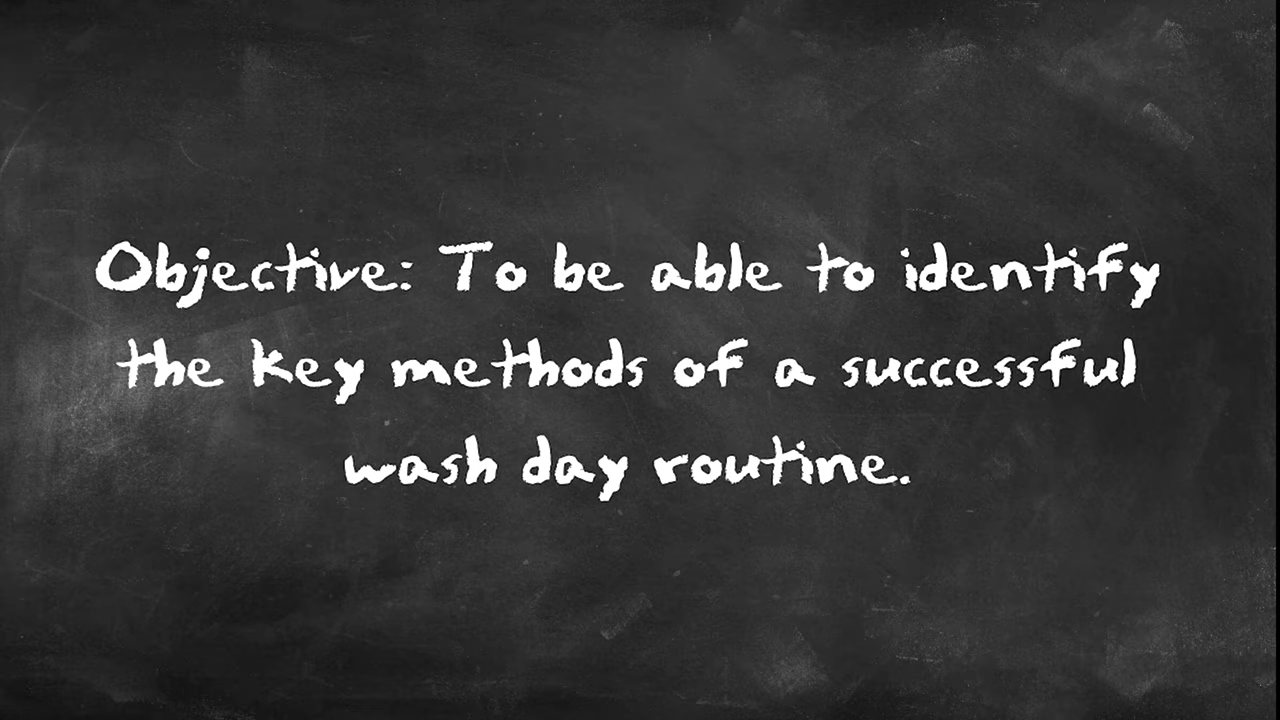 Objective: To be able to identify
the key methods of a successful
wash day routine.